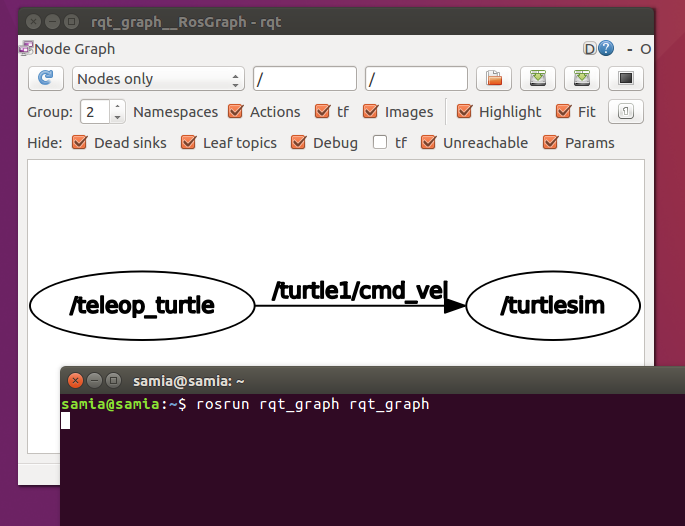 rqt_graph__RosGraph - rqt
Node Graph
D ? - O
Nodes only / /
Group: 2 Namespaces Actions tf Images Highlight Fit
Hide: Dead sinks Leaf topics Debug tf Unreachable Params
/teleop_turtle /turtle1/cmd_vel /turtlesim
samia@samia: ~
samia@samia:~$ rosrun rqt_graph rqt_graph